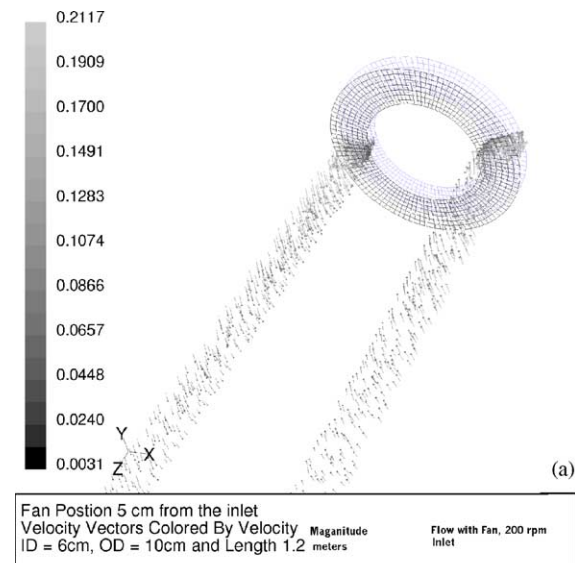 0.2117
0.1909
0.1700
0.1491
0.1283
0.1074
0.0866
0.0657
0.0448
0.0240
0.0031
Y
X
Z
(a)
Fan Postion 5 cm from the inlet
Velocity Vectors Colored By Velocity Maganitude
ID = 6cm, OD = 10cm and Length 1.2 meters
Flow with Fan, 200 rpm
Inlet